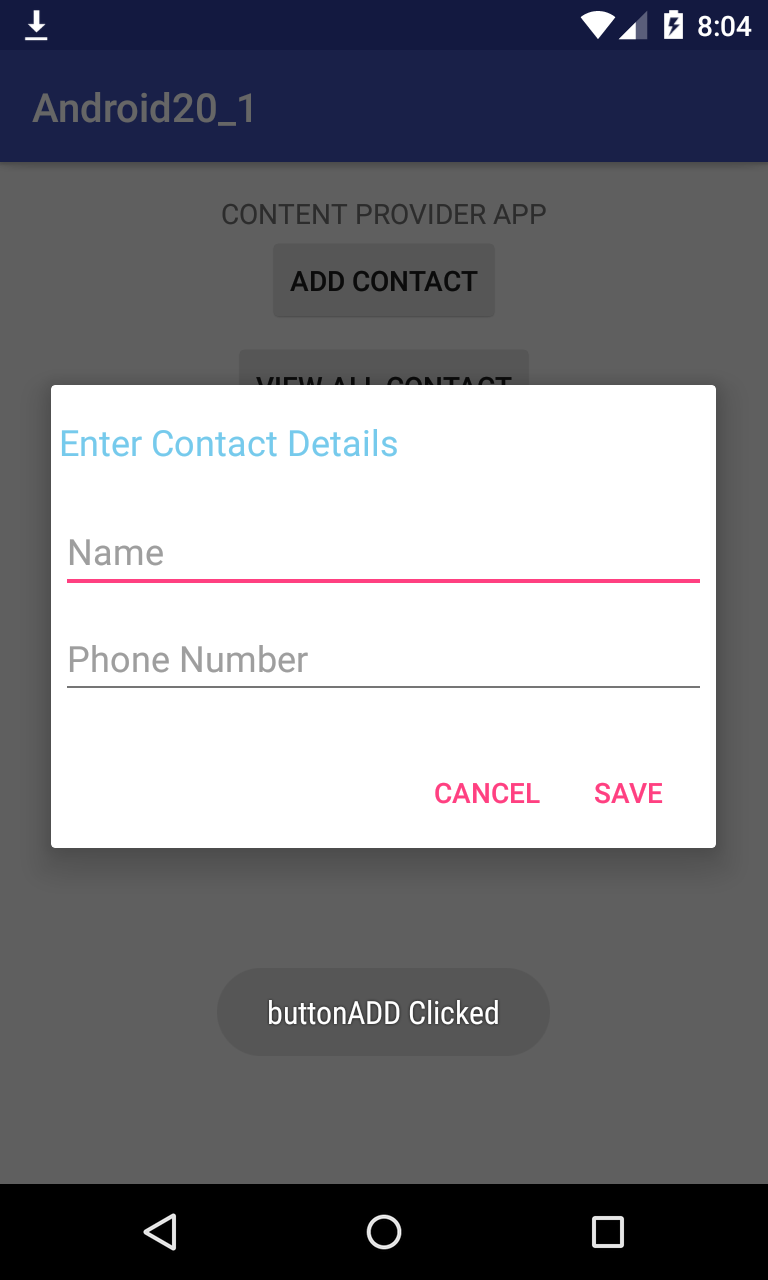 8:04
Android20_1
CONTENT PROVIDER APP
ADD CONTACT
VIEW ALL CONTACT
Enter Contact Details
Name
Phone Number
CANCEL SAVE
buttonADD Clicked